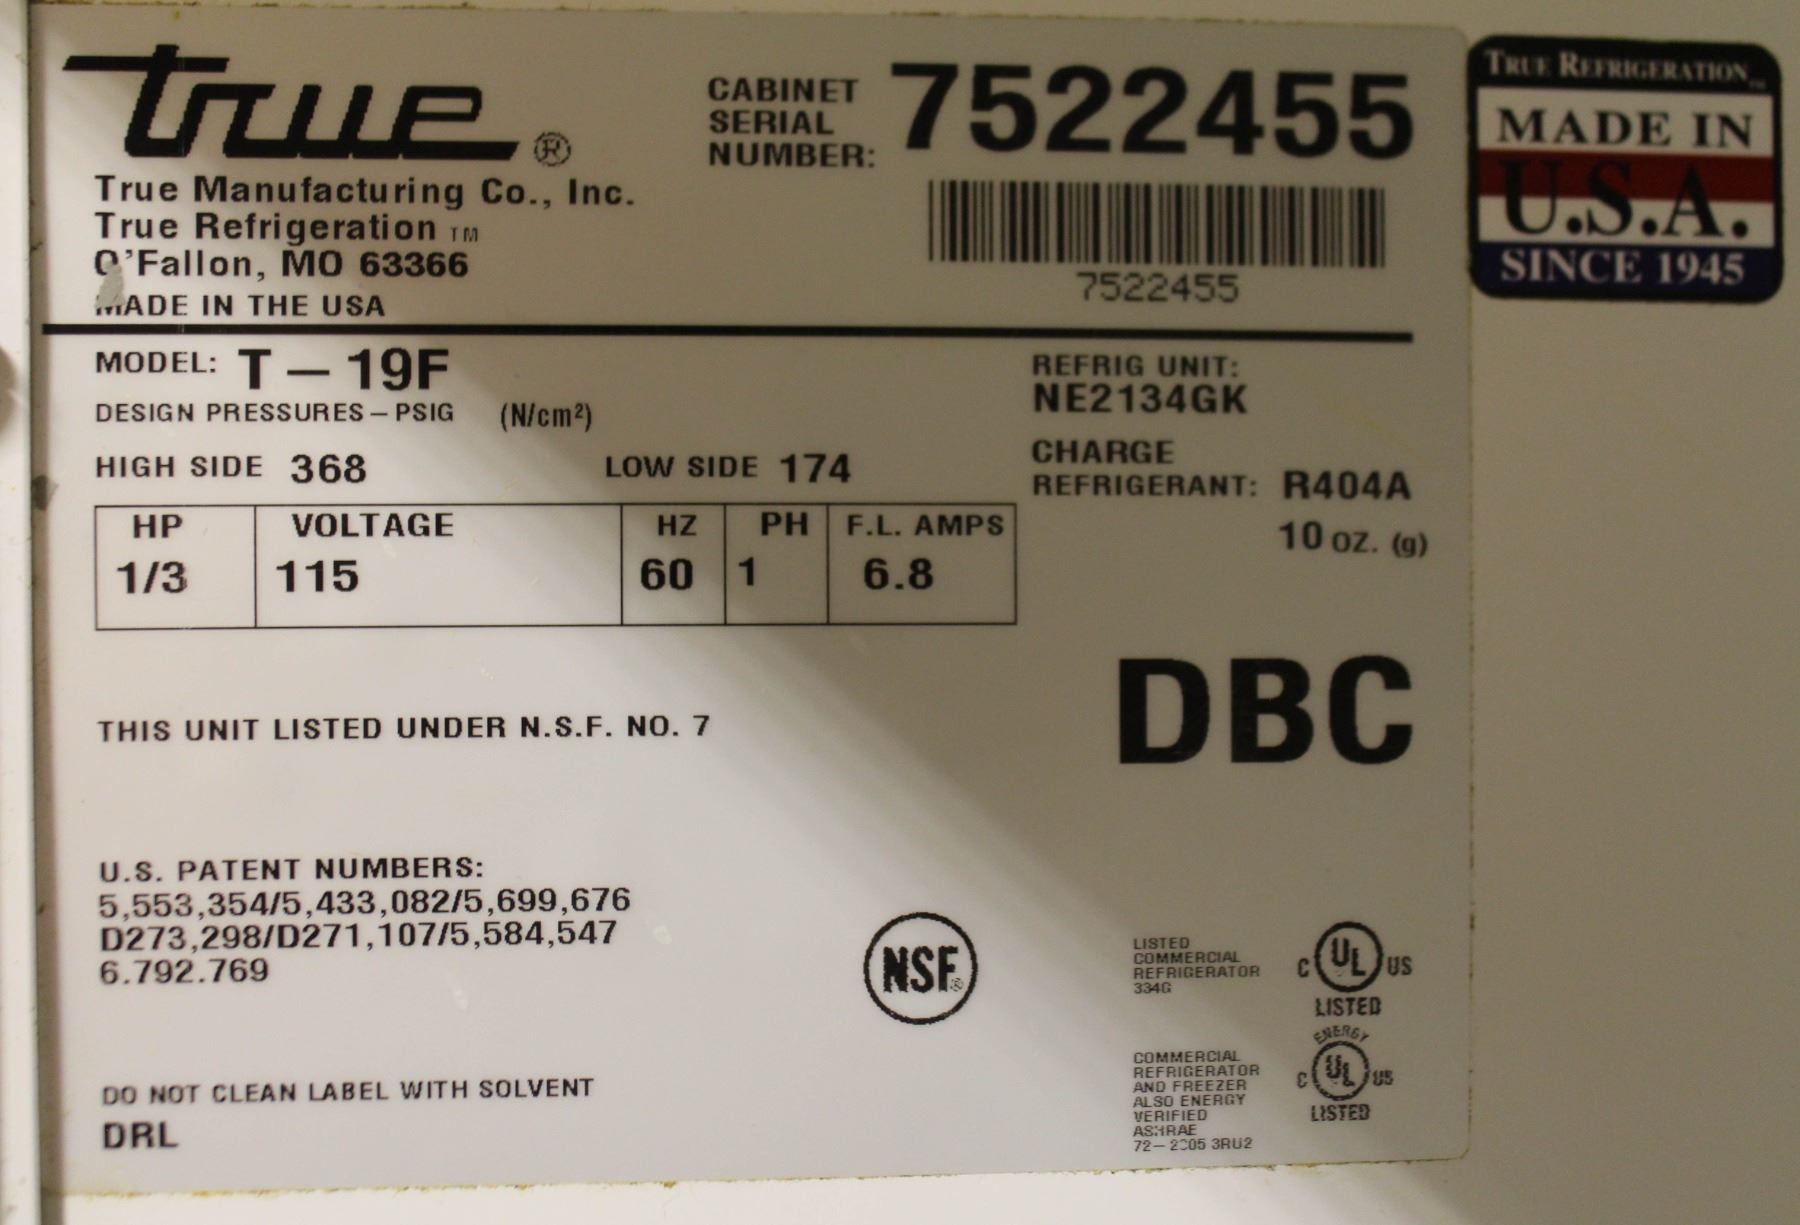 true®
True Manufacturing Co., Inc.
True Refrigeration TM
O'Fallon, MO 63366
MADE IN THE USA
CABINET
SERIAL
NUMBER: 7522455
7522455
TRUE REFRIGERATION™
MADE IN
U.S.A.
SINCE 1945
MODEL: T – 19F
DESIGN PRESSURES – PSIG (N/cm²)
HIGH SIDE 368 LOW SIDE 174
REFRIG UNIT:
NE2134GK
CHARGE
REFRIGERANT: R404A
10 oz. (g)
HP VOLTAGE HZ PH F.L. AMPS
1/3 115 60 1 6.8
DBC
THIS UNIT LISTED UNDER N.S.F. NO. 7
U.S. PATENT NUMBERS:
5,553,354/5,433,082/5,699,676
D273,298/D271,107/5,584,547
6.792.769
NSF®
LISTED
COMMERCIAL
REFRIGERATOR
334G
C UL US
LISTED
COMMERCIAL
REFRIGERATOR
AND FREEZER
ALSO ENERGY
VERIFIED
ASHRAE
72–2005 3RU2
ENERGY
C UL US
LISTED
DO NOT CLEAN LABEL WITH SOLVENT
DRL